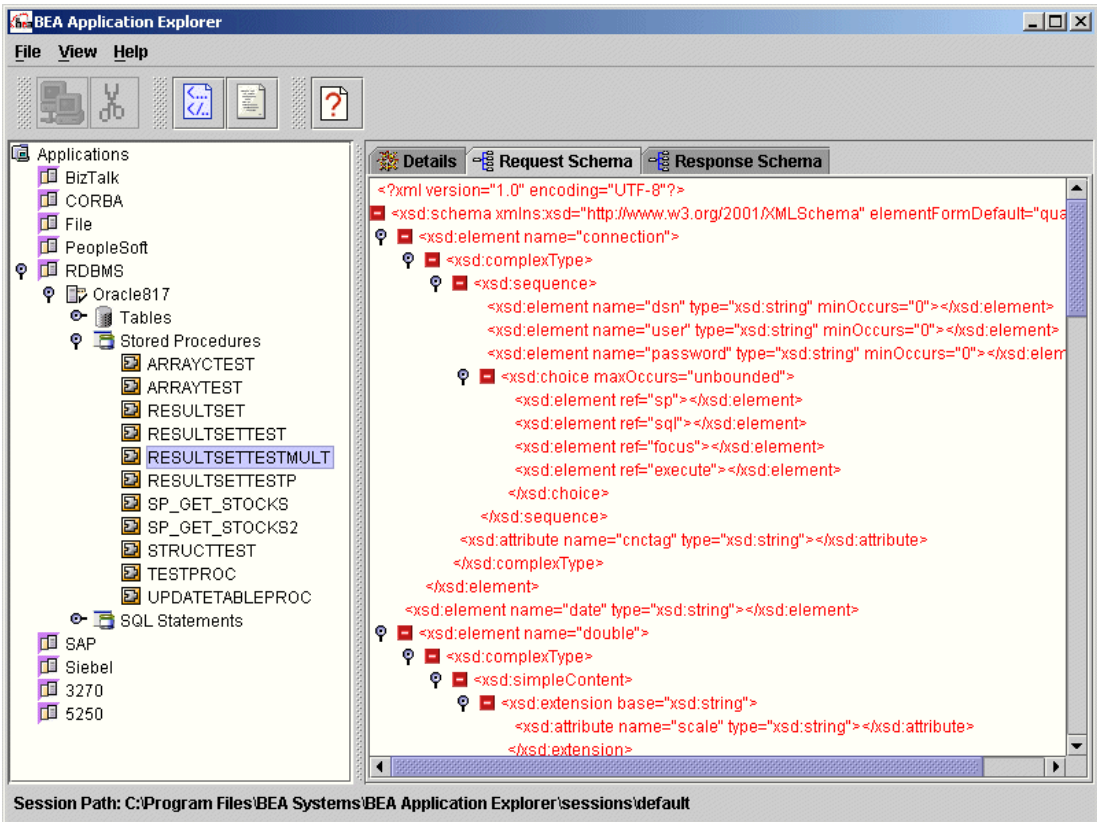 BEA Application Explorer
File View Help
Applications
BizTalk
CORBA
File
PeopleSoft
RDBMS
Oracle817
Tables
Stored Procedures
ARRAYCTEST
ARRAYTEST
RESULTSET
RESULTSETTEST
RESULTSETTESTMULT
RESULTSETTESTP
SP_GET_STOCKS
SP_GET_STOCKS2
STRUCTTEST
TESTPROC
UPDATETABLEPROC
SQL Statements
SAP
Siebel
3270
5250
Details Request Schema Response Schema
<?xml version="1.0" encoding="UTF-8"?>
<xsd:schema xmlns:xsd="http://www.w3.org/2001/XMLSchema" elementFormDefault="qua
<xsd:element name="connection">
<xsd:complexType>
<xsd:sequence>
<xsd:element name="dsn" type="xsd:string" minOccurs="0"></xsd:element>
<xsd:element name="user" type="xsd:string" minOccurs="0"></xsd:element>
<xsd:element name="password" type="xsd:string" minOccurs="0"></xsd:elem
<xsd:choice maxOccurs="unbounded">
<xsd:element ref="sp"></xsd:element>
<xsd:element ref="sql"></xsd:element>
<xsd:element ref="focus"></xsd:element>
<xsd:element ref="execute"></xsd:element>
</xsd:choice>
</xsd:sequence>
<xsd:attribute name="cnctag" type="xsd:string"></xsd:attribute>
</xsd:complexType>
</xsd:element>
<xsd:element name="date" type="xsd:string"></xsd:element>
<xsd:element name="double">
<xsd:complexType>
<xsd:simpleContent>
<xsd:extension base="xsd:string">
<xsd:attribute name="scale" type="xsd:string"></xsd:attribute>
</xsd:extension>
Session Path: C:\Program Files\BEA Systems\BEA Application Explorer\sessions\default